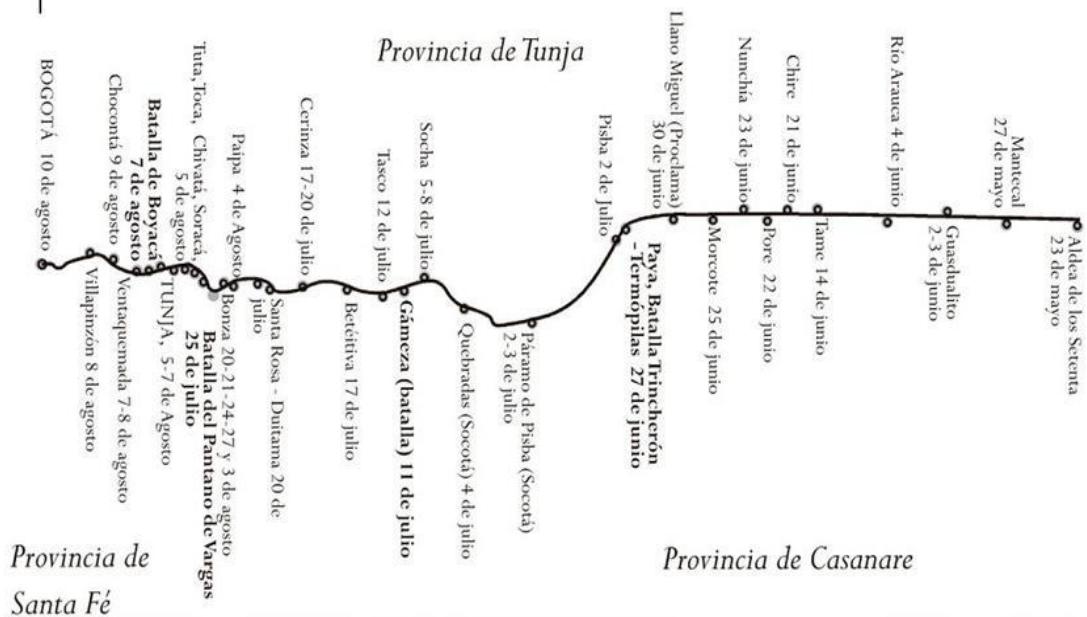 Provincia de Tunja
BOGOTÁ 10 de agosto
Villapinzón 8 de agosto
Chocontá 9 de agosto
Ventaquemada 7-8 de agosto
Batalla de Boyacá
7 de agosto
TUNJA, 5-7 de Agosto
Tuta, Toca, Chivatá, Soracá,
5 de agosto
Batalla del Pantano de Vargas
25 de julio
Bonza 20-21-24-27 y 3 de agosto
Paipa 4 de Agosto
Santa Rosa - Duitama 20 de
julio
Cerinza 17-20 de julio
Betéitiva 17 de julio
Tasco 12 de julio
Gámeza (batalla) 11 de julio
Socha 5-8 de julio
Quebradas (Socotá) 4 de julio
Páramo de Pisba (Socotá)
2-3 de julio
Pisba 2 de Julio
Paya, Batalla Trincherón
- Termópilas 27 de junio
Llano Miguel (Proclama)
30 de junio
Morcote 25 de junio
Nunchía 23 de junio
Pore 22 de junio
Chire 21 de junio
Tame 14 de junio
Río Arauca 4 de junio
Guasdualito
2-3 de junio
Mantecal
27 de mayo
Aldea de los Setenta
23 de mayo
Provincia de
Santa Fé
Provincia de Casanare